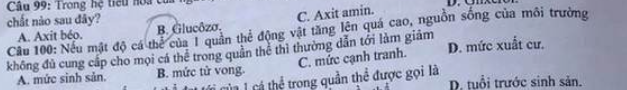 Câu 99: Trong hệ tiêu hóa của
chất nào sau đây?
A. Axit béo. B. Glucôzơ. C. Axit amin.
Câu 100: Nếu mật độ cá thể của 1 quần thể động vật tăng lên quá cao, nguồn sống của môi trường
không đủ cung cấp cho mọi cá thể trong quần thể thì thường dẫn tới làm giảm
A. mức sinh sản. B. mức tử vong. C. mức cạnh tranh. D. mức xuất cư.
của 1 cá thể trong quần thể được gọi là
D. tuổi trước sinh sản.